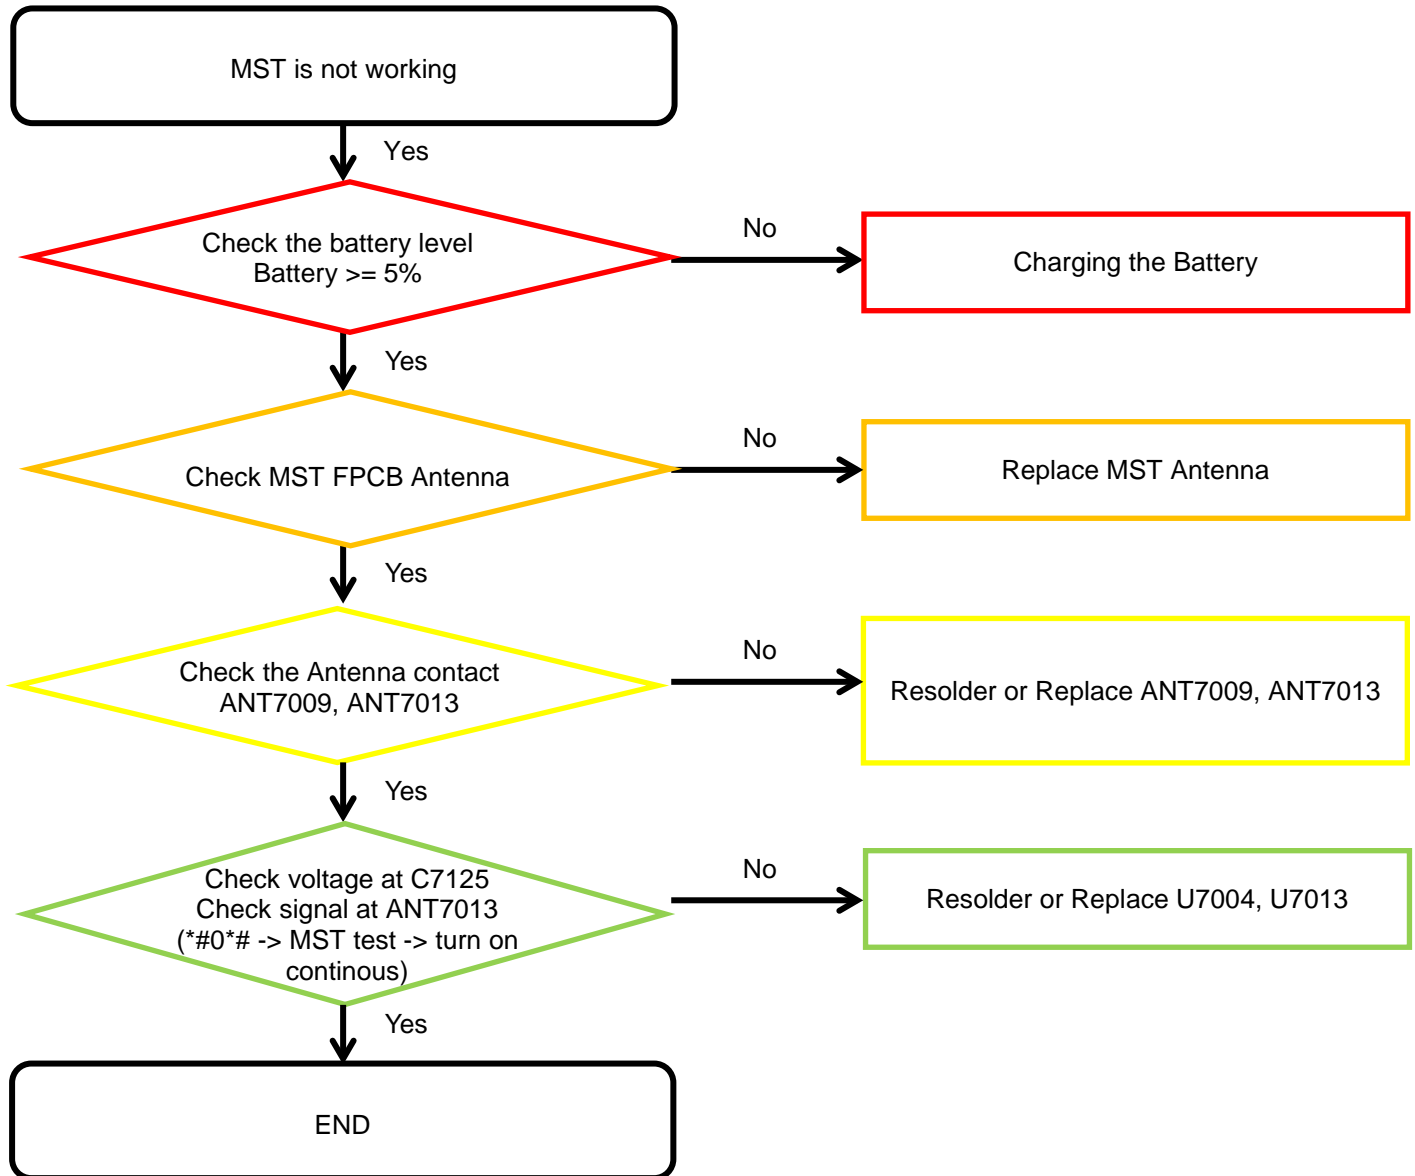 MST is not working
Yes
Check the battery level
Battery >= 5%
No
Charging the Battery
Yes
Check MST FPCB Antenna
No
Replace MST Antenna
Yes
Check the Antenna contact
ANT7009, ANT7013
No
Resolder or Replace ANT7009, ANT7013
Yes
Check voltage at C7125
Check signal at ANT7013
(*#0*# -> MST test -> turn on
continous)
No
Resolder or Replace U7004, U7013
Yes
END